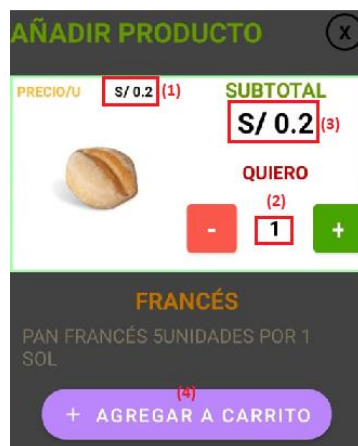 AÑADIR PRODUCTO X
PRECIO/U S/ 0.2 (1) SUBTOTAL
S/ 0.2 (3)
QUIERO
(2)
- 1 +
FRANCÉS
PAN FRANCÉS 5UNIDADES POR 1
SOL
(4)
+ AGREGAR A CARRITO